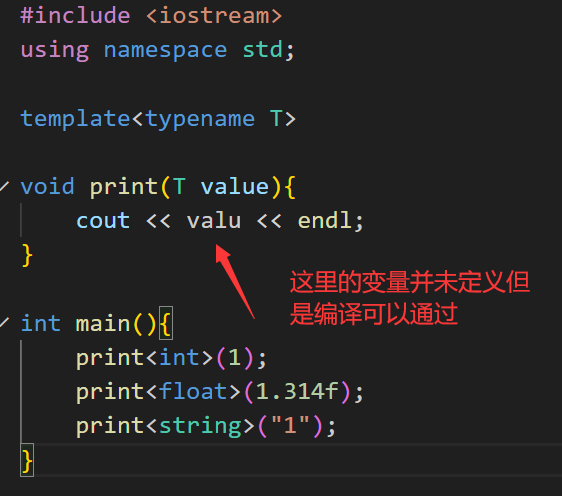 #include <iostream>
using namespace std;
template<typename T>
void print(T value){
cout << valu << endl;
}
这里的变量并未定义但
是编译可以通过
int main(){
print<int>(1);
print<float>(1.314f);
print<string>("1");
}